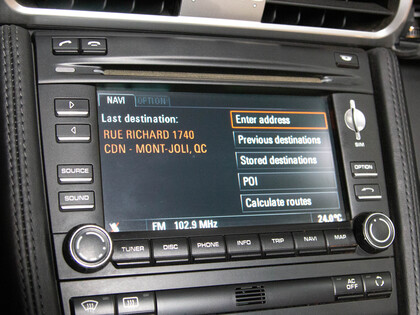 NAVI OPTION
Last destination:
RUE RICHARD 1740
CDN - MONT-JOLI, QC
Enter address
Previous destinations
Stored destinations
POI
Calculate routes
FM 102.9 MHz 24.0°C
SIM
SOURCE
SOUND
OPTION
TUNER DISC PHONE INFO TRIP NAVI MAP
AC OFF